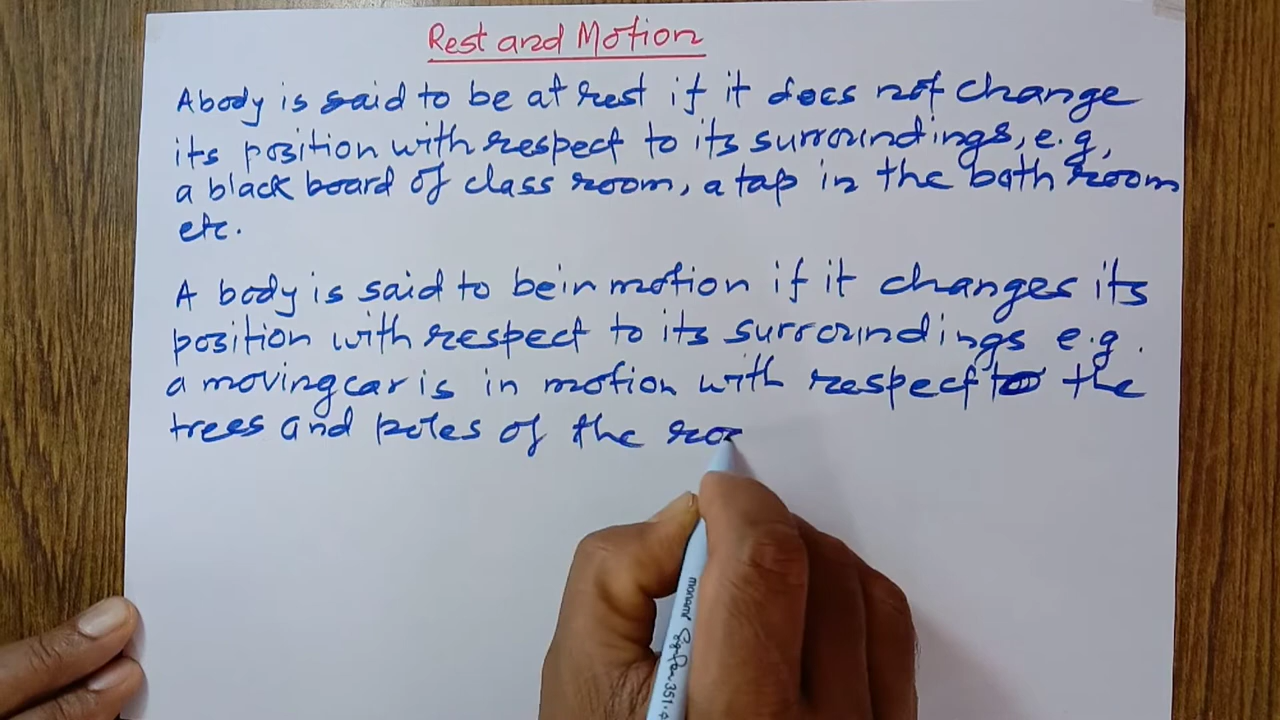 Rest and Motion
A body is said to be at rest if it does not change
its position with respect to its surroundings, e.g,
a black board of class room, a tap in the bath room
etc.
A body is said to be in motion if it changes its
position with respect to its surroundings e.g.
a moving car is in motion with respect to the
trees and poles of the roa